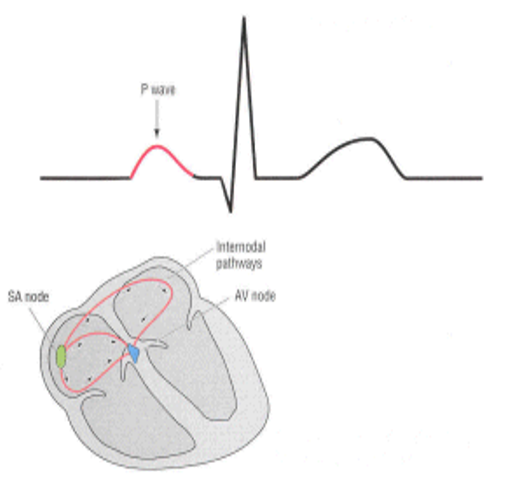 P wave
Internodal
pathways
SA node
AV node